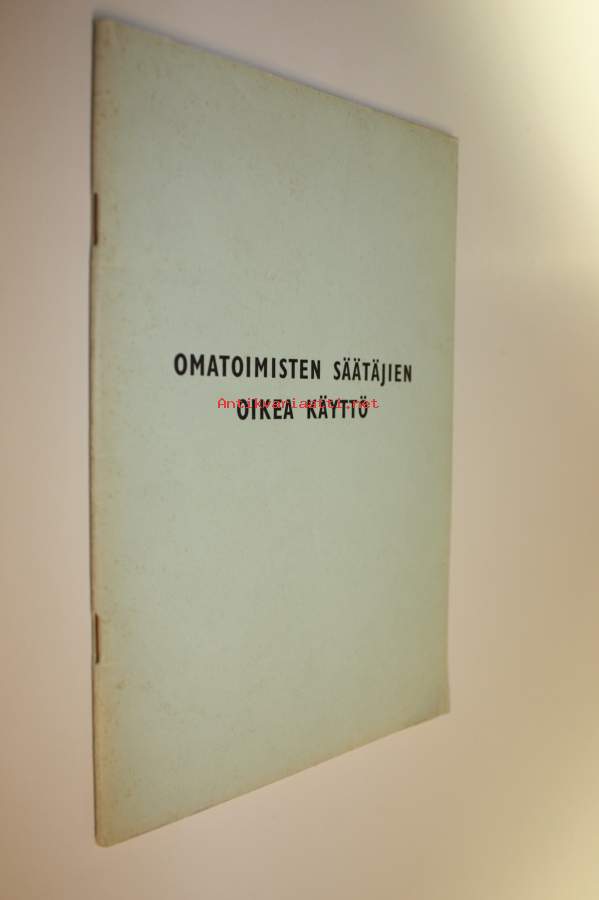 OMATOIMISTEN SÄÄTÄJIEN
OIKEA KÄYTTÖ
Antikvariaatti.net